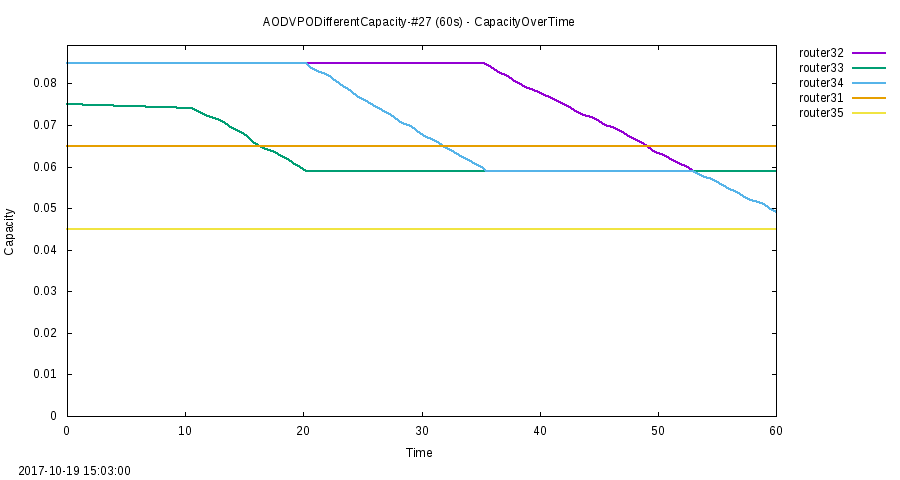 AODVPODifferentCapacity-#27 (60s) - CapacityOverTime
router32
router33
router34
router31
router35
0.08
0.07
0.06
0.05
0.04
0.03
0.02
0.01
0
Capacity
0 10 20 30 40 50 60
Time
2017-10-19 15:03:00